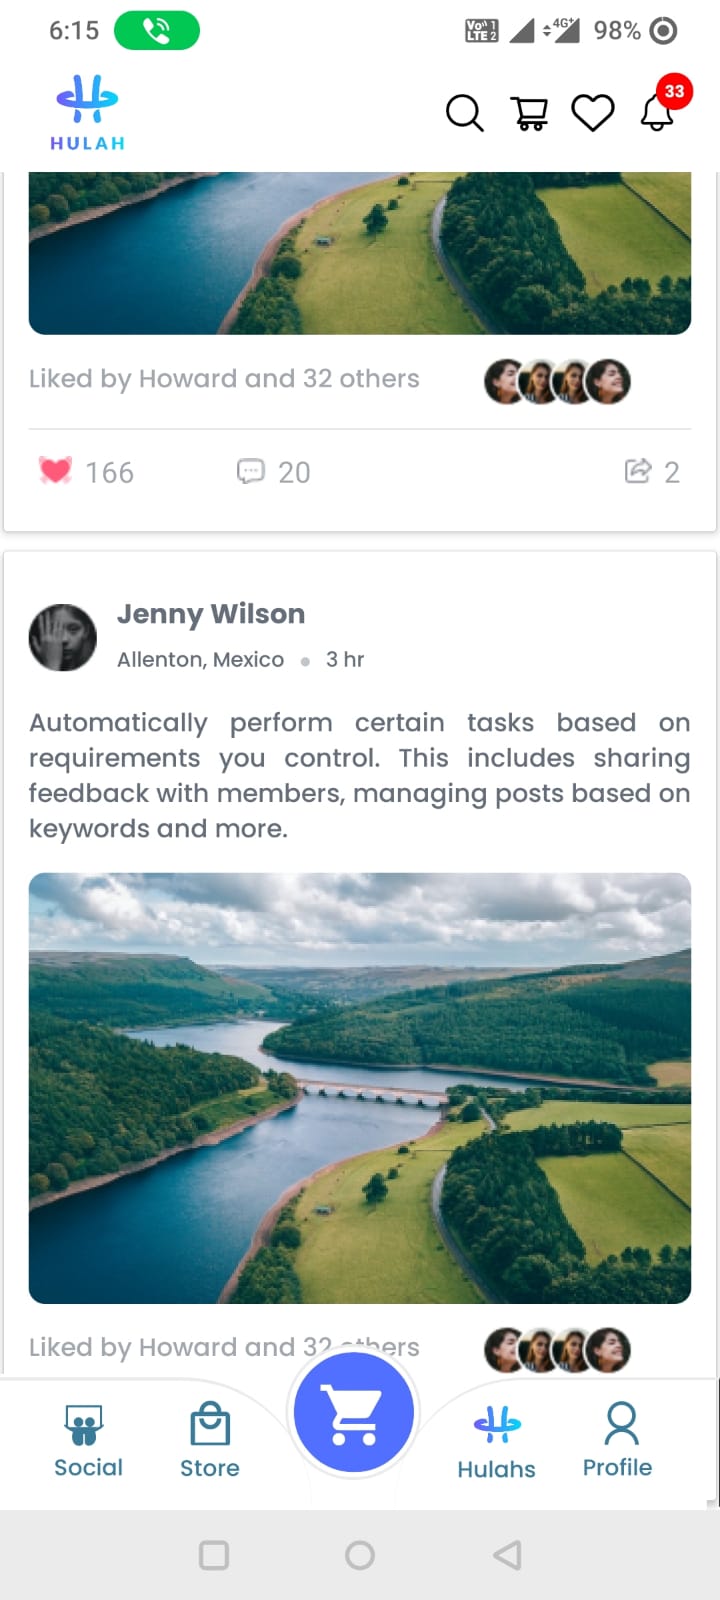 6:15
Vo 1
LTE 2
4G+
98%
HULAH
33
Liked by Howard and 32 others
166
20
2
Jenny Wilson
Allenton, Mexico
3 hr
Automatically perform certain tasks based on
requirements you control. This includes sharing
feedback with members, managing posts based on
keywords and more.
Liked by Howard and 32 others
Social
Store
Hulahs
Profile